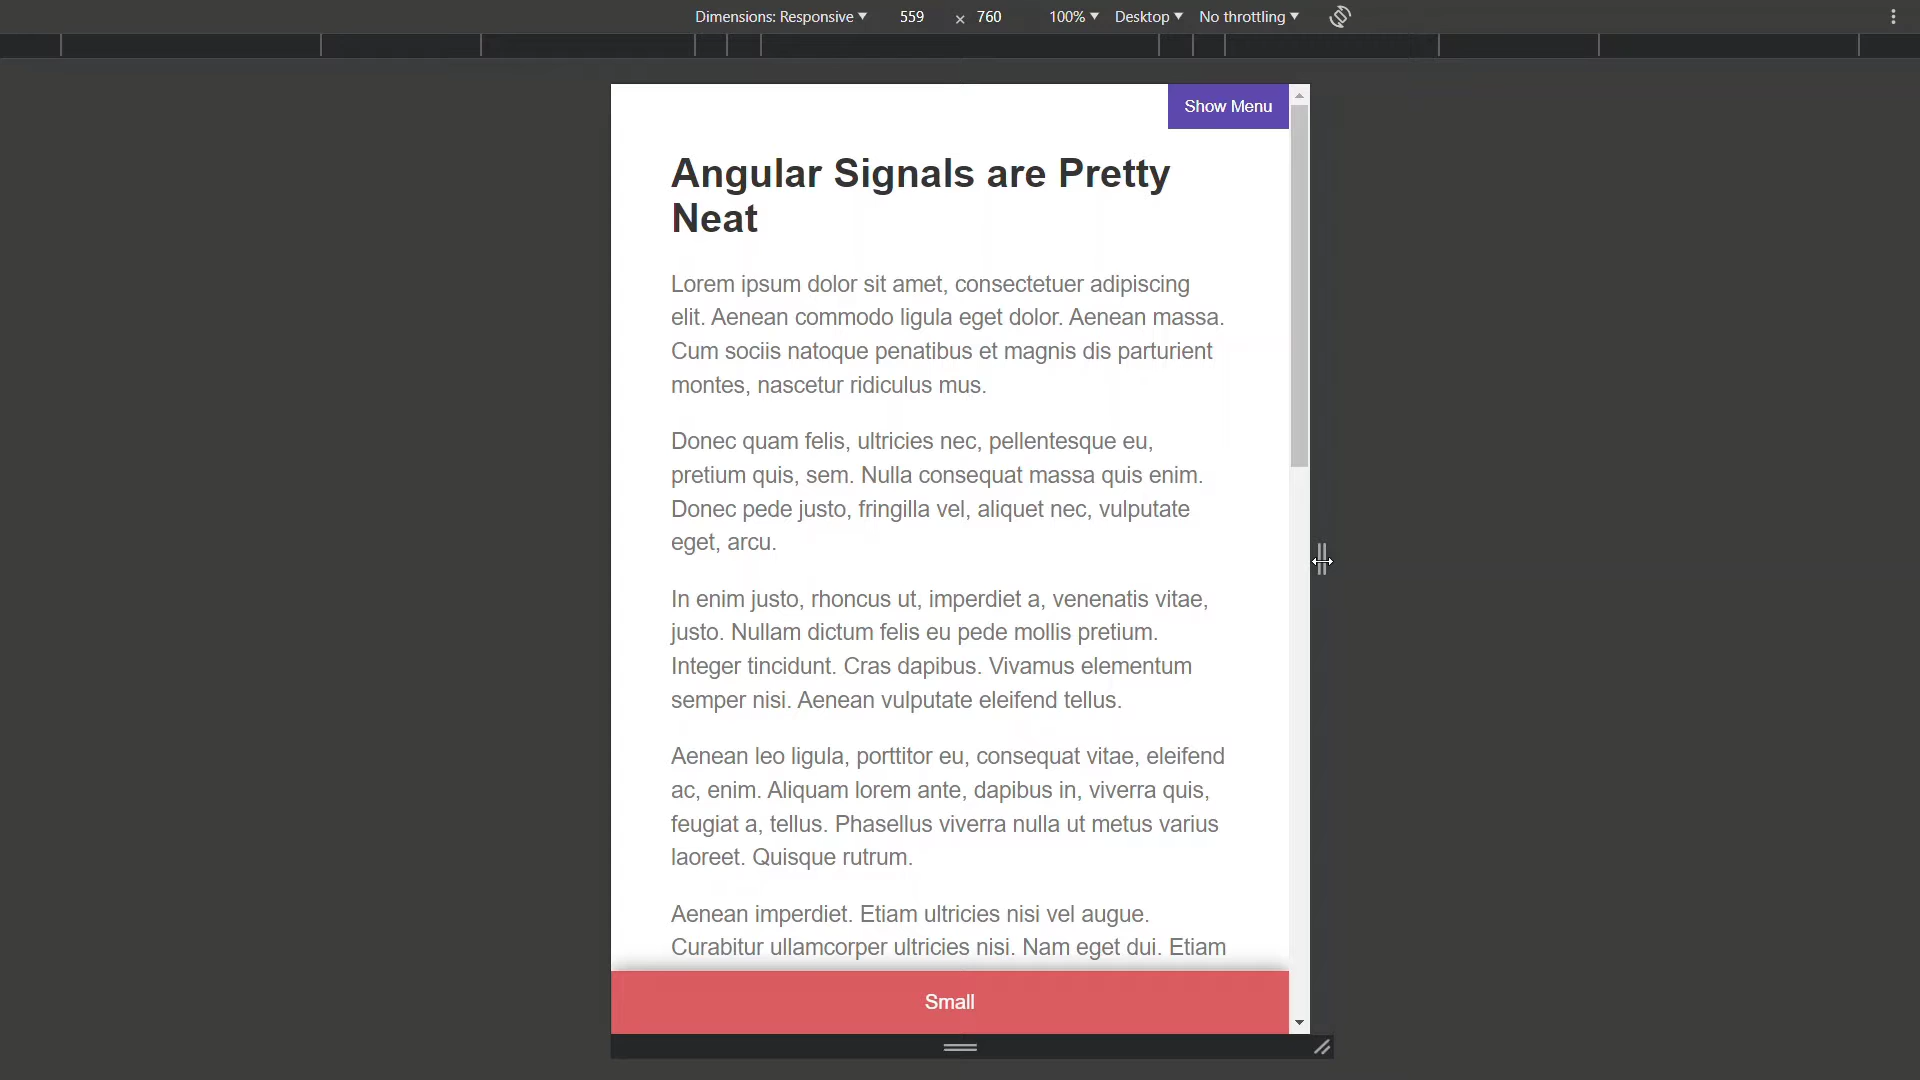 Dimensions: Responsive 559 × 760 100% Desktop No throttling
Show Menu
Angular Signals are Pretty
Neat
Lorem ipsum dolor sit amet, consectetuer adipiscing
elit. Aenean commodo ligula eget dolor. Aenean massa.
Cum sociis natoque penatibus et magnis dis parturient
montes, nascetur ridiculus mus.
Donec quam felis, ultricies nec, pellentesque eu,
pretium quis, sem. Nulla consequat massa quis enim.
Donec pede justo, fringilla vel, aliquet nec, vulputate
eget, arcu.
In enim justo, rhoncus ut, imperdiet a, venenatis vitae,
justo. Nullam dictum felis eu pede mollis pretium.
Integer tincidunt. Cras dapibus. Vivamus elementum
semper nisi. Aenean vulputate eleifend tellus.
Aenean leo ligula, porttitor eu, consequat vitae, eleifend
ac, enim. Aliquam lorem ante, dapibus in, viverra quis,
feugiat a, tellus. Phasellus viverra nulla ut metus varius
laoreet. Quisque rutrum.
Aenean imperdiet. Etiam ultricies nisi vel augue.
Curabitur ullamcorper ultricies nisi. Nam eget dui. Etiam
Small